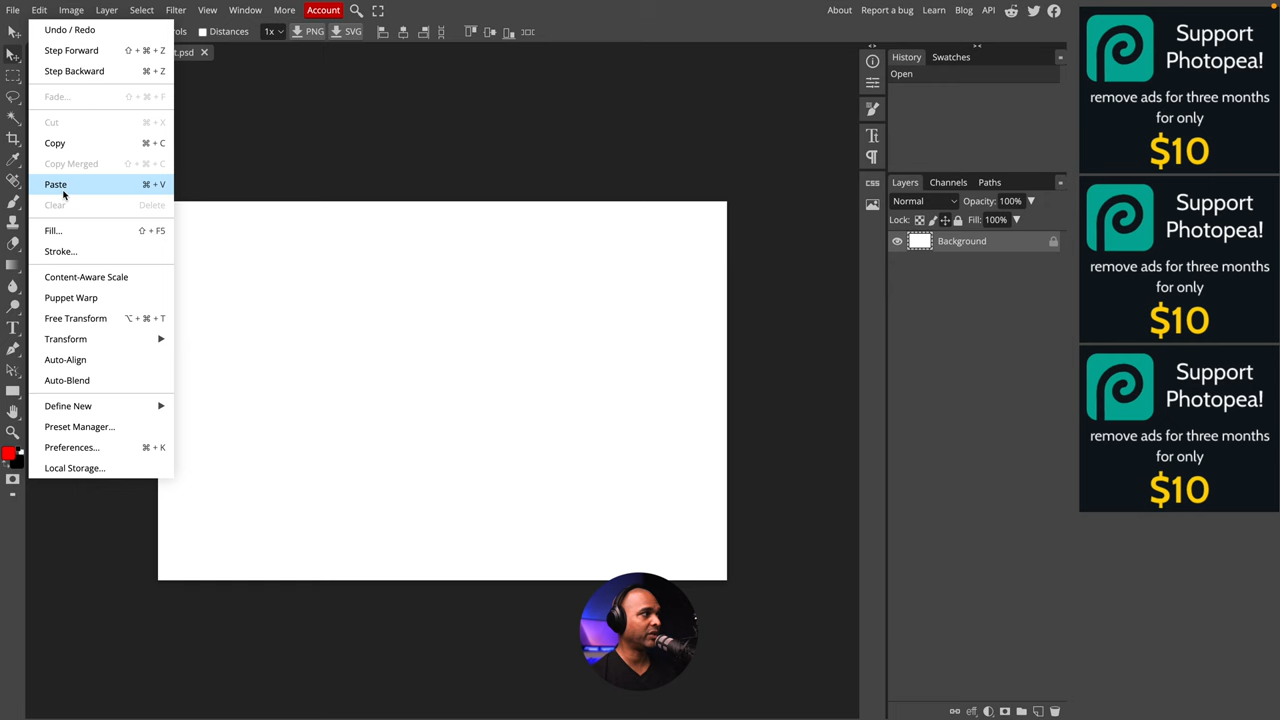 File Edit Image Layer Select Filter View Window More Account About Report a bug Learn Blog API
Distances 1x PNG SVG
t.psd
Undo / Redo
Step Forward ⇧ + ⌘ + Z
Step Backward ⌘ + Z
Fade... ⇧ + ⌘ + F
Cut ⌘ + X
Copy ⌘ + C
Copy Merged ⇧ + ⌘ + C
Paste ⌘ + V
Clear Delete
Fill... ⇧ + F5
Stroke...
Content-Aware Scale
Puppet Warp
Free Transform ⌥ + ⌘ + T
Transform
Auto-Align
Auto-Blend
Define New
Preset Manager...
Preferences... ⌘ + K
Local Storage...
CSS
History Swatches
Open
Layers Channels Paths
Normal Opacity: 100%
Lock: Fill: 100%
Background
eff
Support
Photopea!
remove ads for three months
for only
$10
Support
Photopea!
remove ads for three months
for only
$10
Support
Photopea!
remove ads for three months
for only
$10